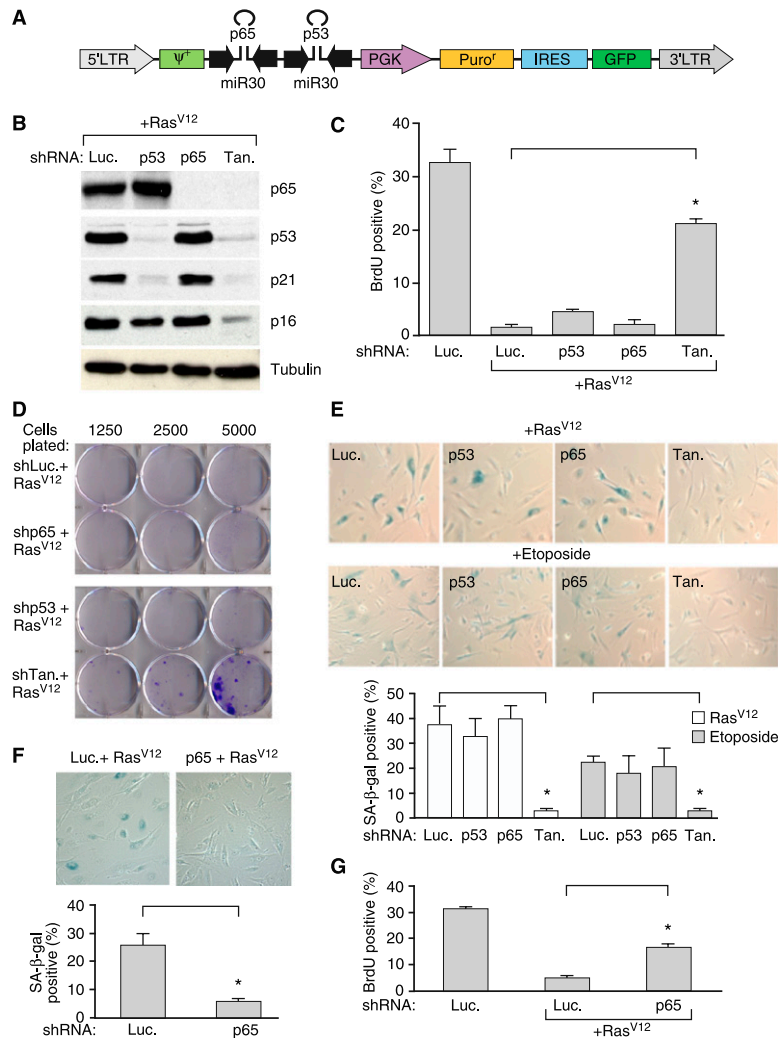 A
p65 p53
5'LTR Ψ+ miR30 miR30 PGK Puroʳ IRES GFP 3'LTR
B
+Rasⱽ¹²
shRNA: Luc. p53 p65 Tan.
p65
p53
p21
p16
Tubulin
C
BrdU positive (%)
40
30
20
10
0
*
shRNA: Luc. Luc. p53 p65 Tan.
+Rasⱽ¹²
D
Cells plated: 1250 2500 5000
shLuc.+
Rasⱽ¹²
shp65 +
Rasⱽ¹²
shp53 +
Rasⱽ¹²
shTan.+
Rasⱽ¹²
E
+Rasⱽ¹²
Luc. p53 p65 Tan.
+Etoposide
Luc. p53 p65 Tan.
SA-β-gal positive (%)
50
40
30
20
10
0
* *
Rasⱽ¹²
Etoposide
shRNA: Luc. p53 p65 Tan. Luc. p53 p65 Tan.
F
Luc.+ Rasⱽ¹² p65 + Rasⱽ¹²
SA-β-gal
positive (%)
40
30
20
10
0
*
shRNA: Luc. p65
G
BrdU positive (%)
40
30
20
10
0
*
shRNA: Luc. Luc. p65
+Rasⱽ¹²